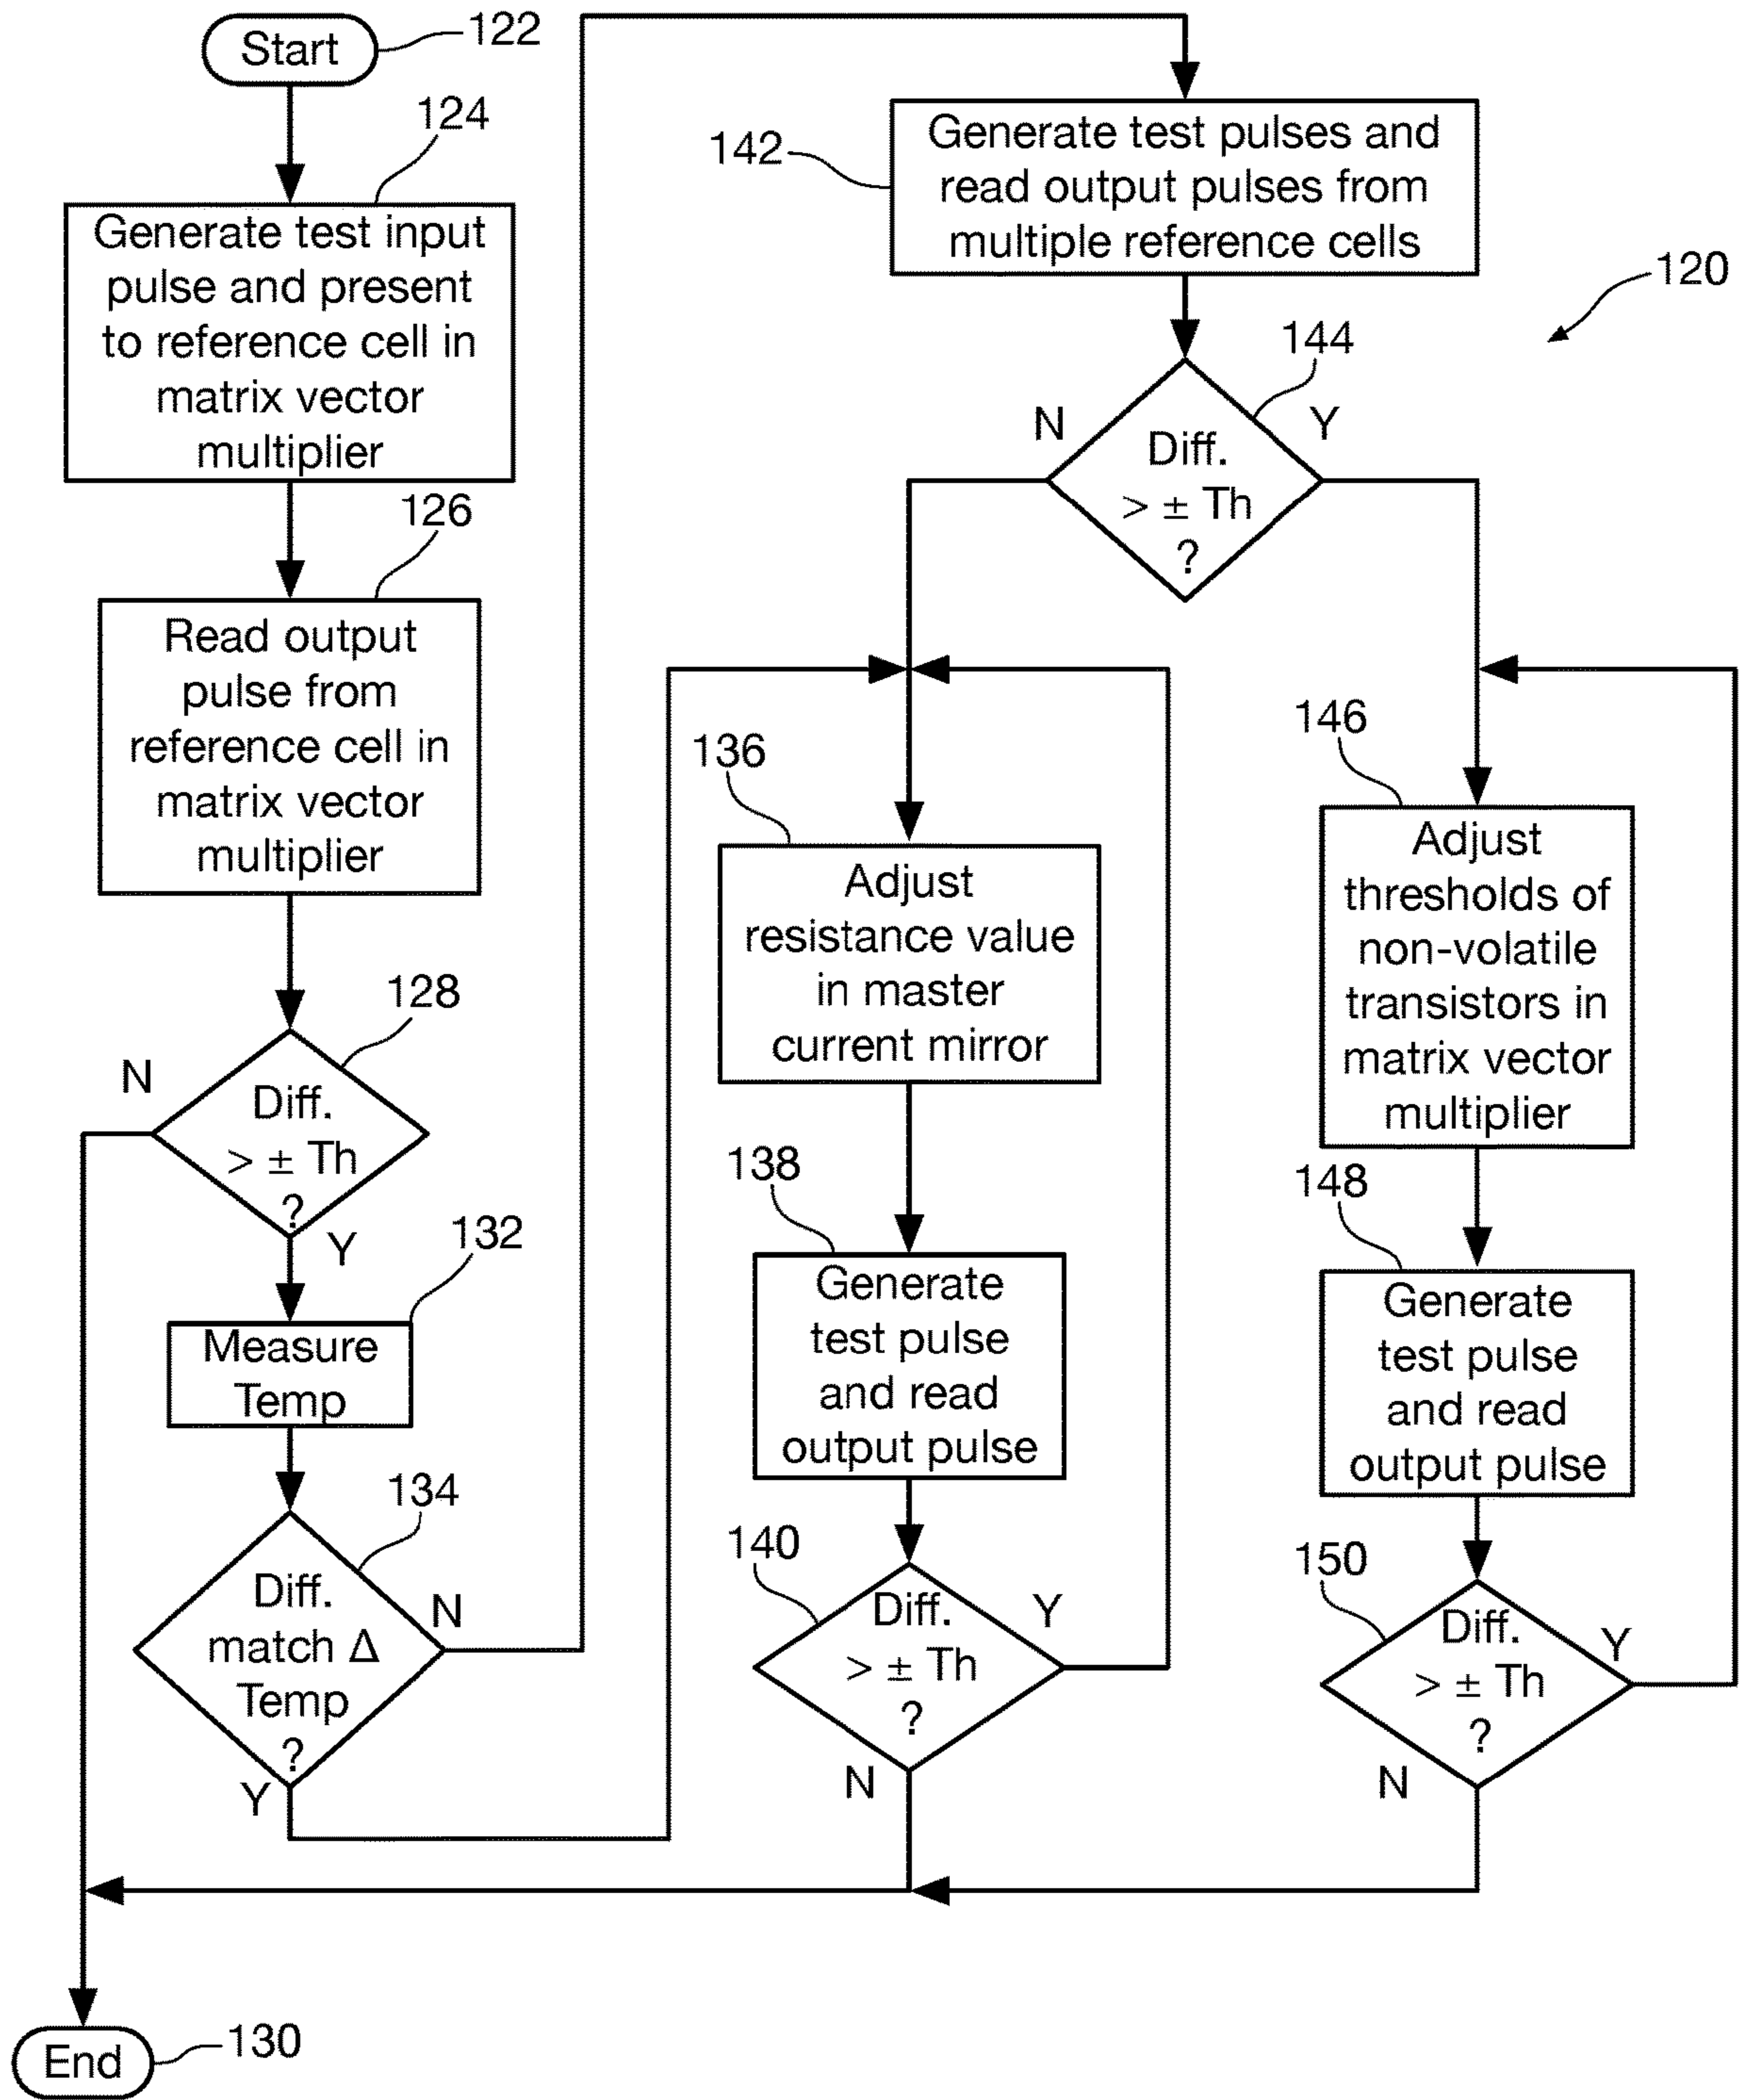 Start
122
124
Generate test input
pulse and present
to reference cell in
matrix vector
multiplier
126
Read output
pulse from
reference cell in
matrix vector
multiplier
128
N
Diff.
> ± Th
?
Y
132
Measure
Temp
134
Diff.
match Δ
Temp
?
N
Y
End
130
142
Generate test pulses and
read output pulses from
multiple reference cells
120
144
N
Y
Diff.
> ± Th
?
136
Adjust
resistance value
in master
current mirror
138
Generate
test pulse
and read
output pulse
140
Diff.
> ± Th
?
Y
N
146
Adjust
thresholds of
non-volatile
transistors in
matrix vector
multiplier
148
Generate
test pulse
and read
output pulse
150
Diff.
> ± Th
?
Y
N